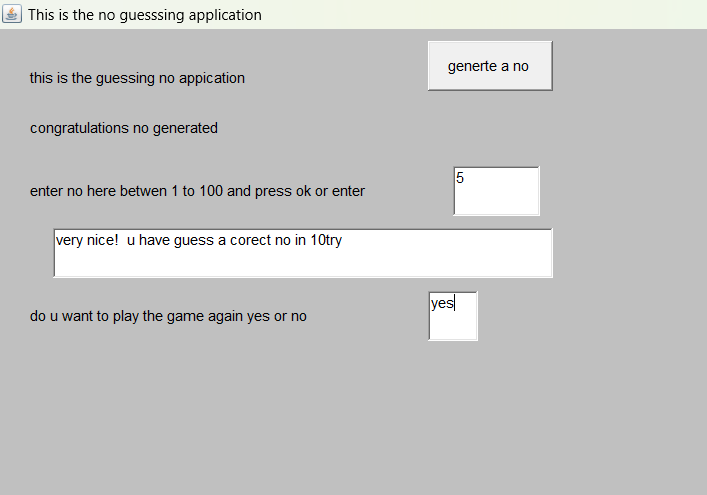 This is the no guesssing application
generte a no
this is the guessing no appication
congratulations no generated
enter no here betwen 1 to 100 and press ok or enter
5
very nice!  u have guess a corect no in 10try
do u want to play the game again yes or no
yes